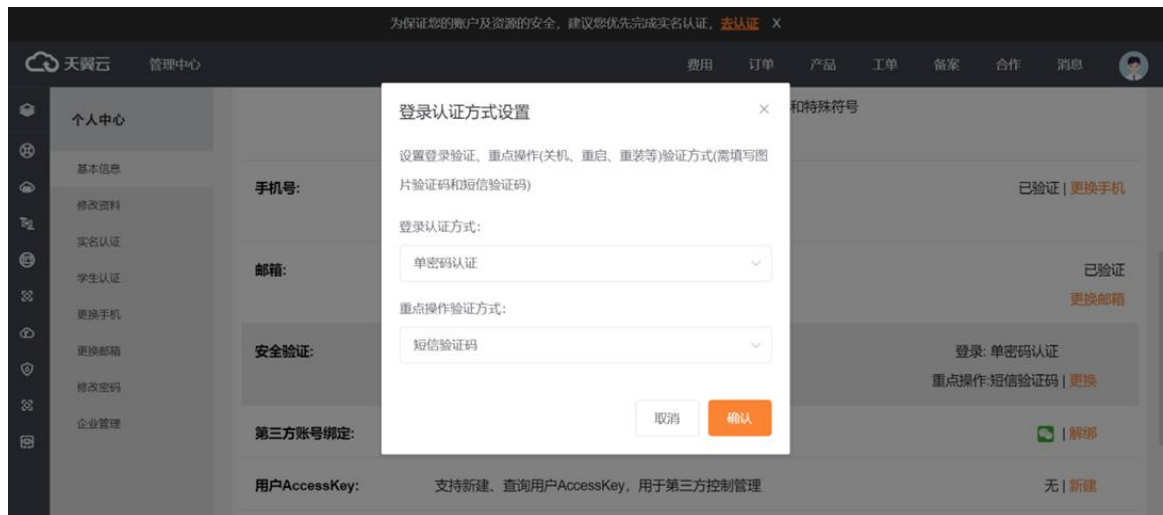 为保证您的账户及资源的安全，建议您优先完成实名认证，去认证 X
天翼云 管理中心 费用 订单 产品 工单 备案 合作 消息
个人中心
基本信息
修改资料
实名认证
学生认证
更换手机
更换邮箱
修改密码
企业管理
和特殊符号
手机号: 已验证 | 更换手机
邮箱: 已验证
更换邮箱
安全验证: 登录: 单密码认证
重点操作:短信验证码 | 更换
第三方账号绑定: | 解绑
用户AccessKey: 支持新建、查询用户AccessKey，用于第三方控制管理 无 | 新建
登录认证方式设置
设置登录验证、重点操作(关机、重启、重装等)验证方式(需填写图
片验证码和短信验证码)
登录认证方式:
单密码认证
重点操作验证方式:
短信验证码
取消 确认